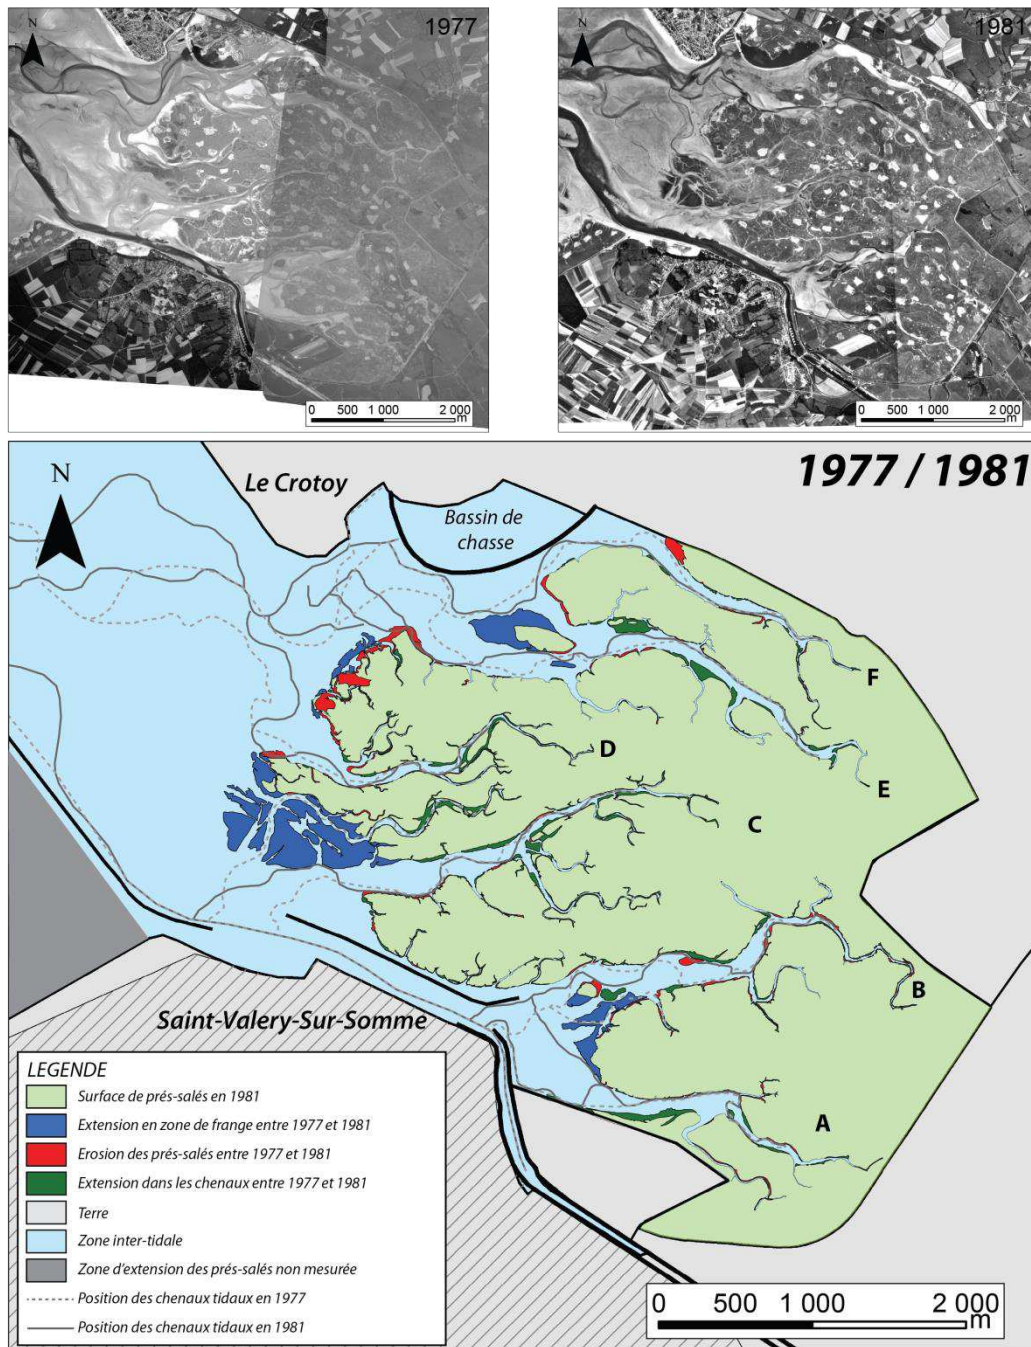 N
1977
0 500 1 000 2 000
m
N
1981
0 500 1 000 2 000
m
1977 / 1981
Le Crotoy
N
Bassin de
chasse
F
D
E
C
B
Saint-Valery-Sur-Somme
A
LEGENDE
Surface de prés-salés en 1981
Extension en zone de frange entre 1977 et 1981
Erosion des prés-salés entre 1977 et 1981
Extension dans les chenaux entre 1977 et 1981
Terre
Zone inter-tidale
Zone d'extension des prés-salés non mesurée
Position des chenaux tidaux en 1977
Position des chenaux tidaux en 1981
0 500 1 000 2 000
m